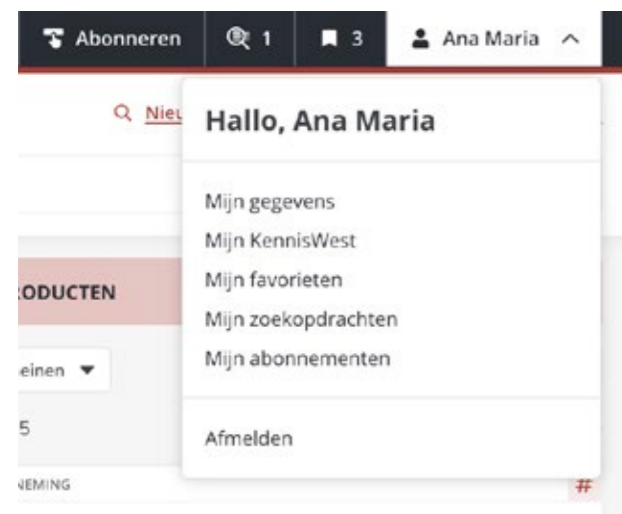 Abonneren 1 3 Ana Maria
Hallo, Ana Maria
Mijn gegevens
Mijn KennisWest
Mijn favorieten
Mijn zoekopdrachten
Mijn abonnementen
Afmelden
5
#